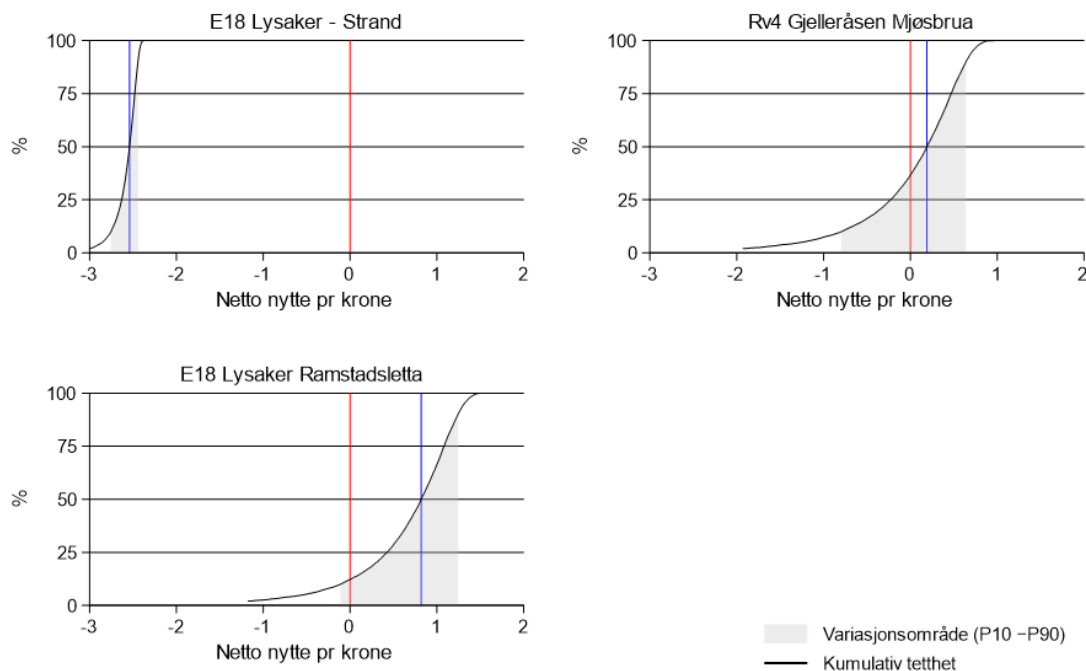 E18 Lysaker - Strand
100
75
50
25
0
%
-3 -2 -1 0 1 2
Netto nytte pr krone
Rv4 Gjelleråsen Mjøsbrua
100
75
50
25
0
%
-3 -2 -1 0 1 2
Netto nytte pr krone
E18 Lysaker Ramstadsletta
100
75
50
25
0
%
-3 -2 -1 0 1 2
Netto nytte pr krone
Variasjonsområde (P10 −P90)
Kumulativ tetthet